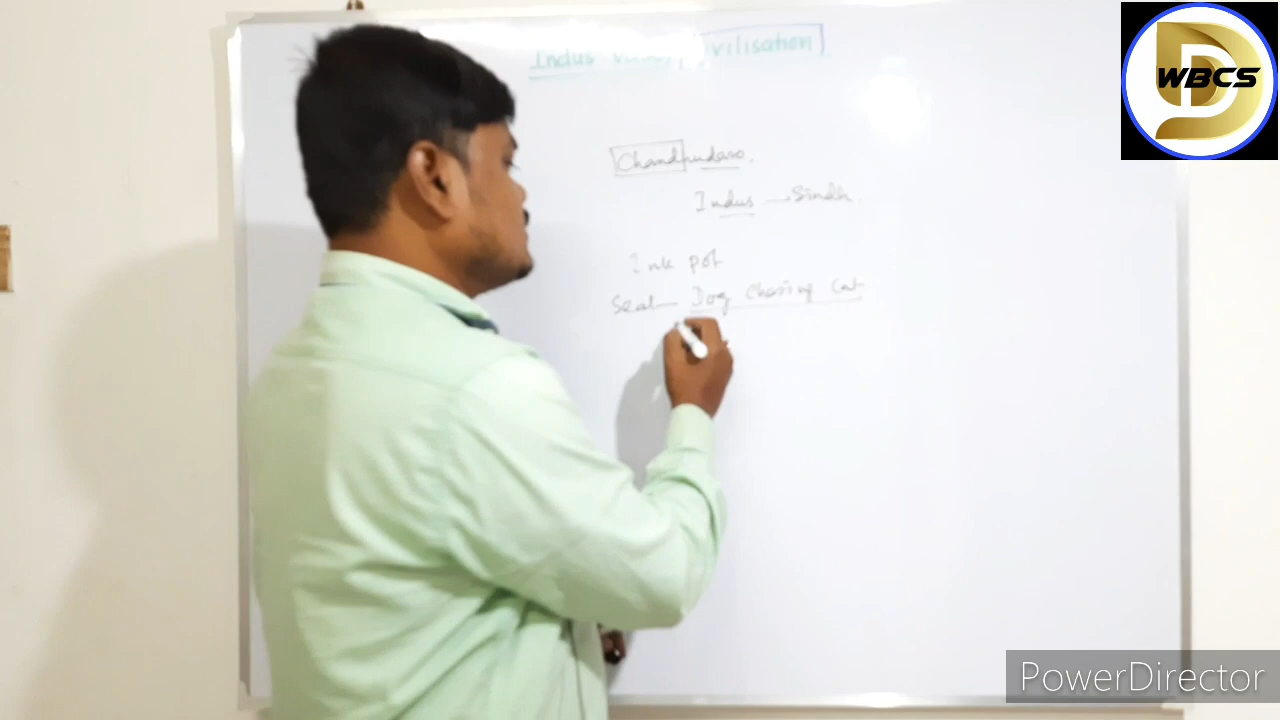 Indus Valley Civilisation
Chandhudaro.
Indus → Sindh.
Ink pot
Seal — Dog Chasing Cat
WBCS
D
PowerDirector